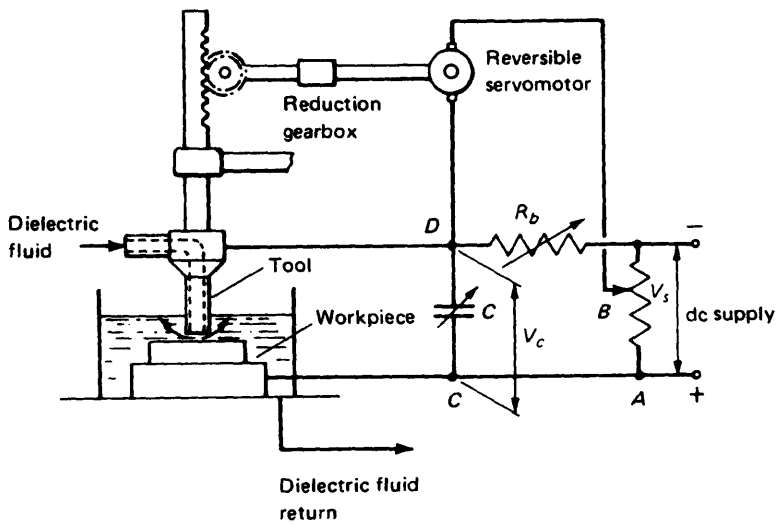 Reversible
servomotor
Reduction
gearbox
Dielectric
fluid
Tool
Workpiece
D
R_b
−
C
V_c
B
V_s
dc supply
C
A
+
Dielectric fluid
return